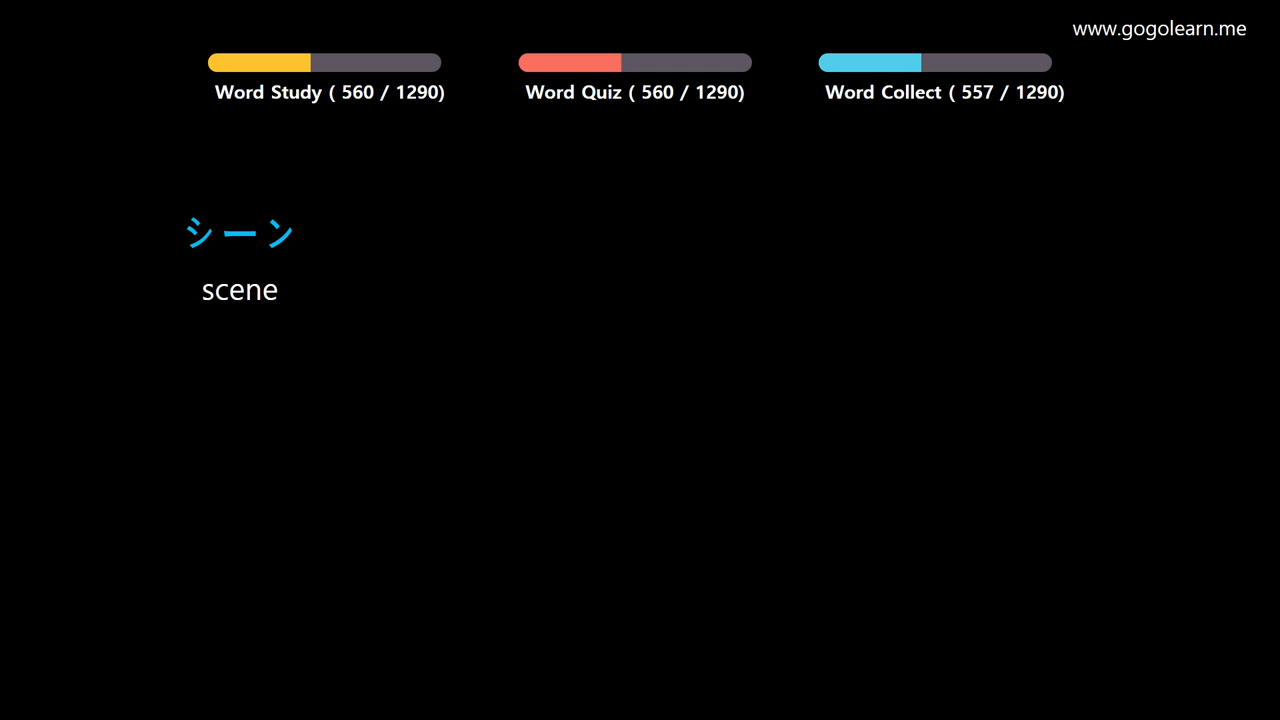 www.gogolearn.me
Word Study ( 560 / 1290)
Word Quiz ( 560 / 1290)
Word Collect ( 557 / 1290)
シーン
scene